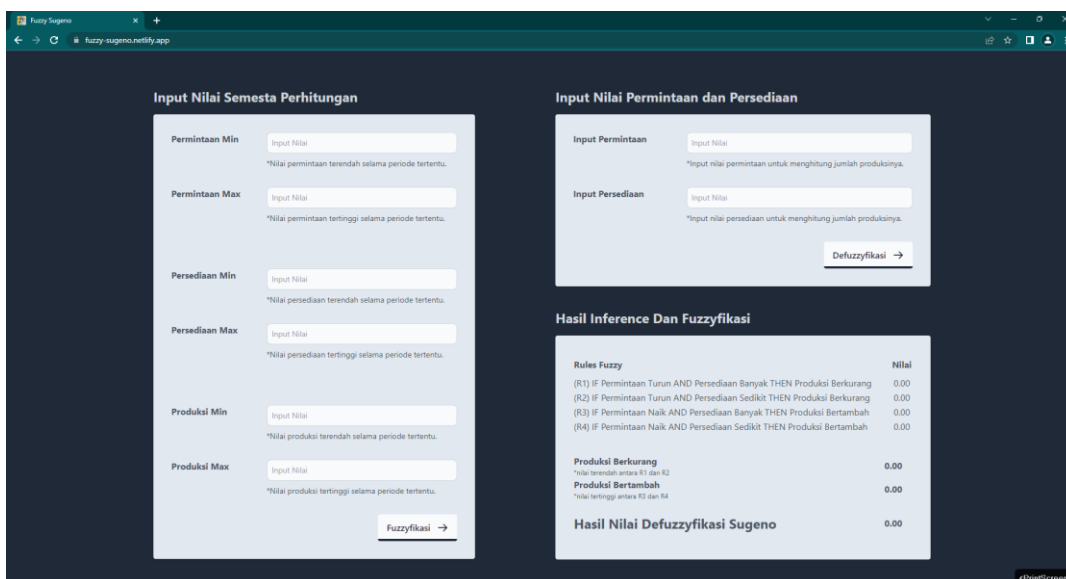 Fuzzy Sugeno
fuzzy-sugeno.netlify.app
Input Nilai Semesta Perhitungan
Permintaan Min
Input Nilai
*Nilai permintaan terendah selama periode tertentu.
Permintaan Max
Input Nilai
*Nilai permintaan tertinggi selama periode tertentu.
Persediaan Min
Input Nilai
*Nilai persediaan terendah selama periode tertentu.
Persediaan Max
Input Nilai
*Nilai persediaan tertinggi selama periode tertentu.
Produksi Min
Input Nilai
*Nilai produksi terendah selama periode tertentu.
Produksi Max
Input Nilai
*Nilai produksi tertinggi selama periode tertentu.
Fuzzyfikasi →
Input Nilai Permintaan dan Persediaan
Input Permintaan
Input Nilai
*Input nilai permintaan untuk menghitung jumlah produksinya.
Input Persediaan
Input Nilai
*Input nilai persediaan untuk menghitung jumlah produksinya.
Defuzzyfikasi →
Hasil Inference Dan Fuzzyfikasi
Rules Fuzzy Nilai
(R1) IF Permintaan Turun AND Persediaan Banyak THEN Produksi Berkurang 0.00
(R2) IF Permintaan Turun AND Persediaan Sedikit THEN Produksi Berkurang 0.00
(R3) IF Permintaan Naik AND Persediaan Banyak THEN Produksi Bertambah 0.00
(R4) IF Permintaan Naik AND Persediaan Sedikit THEN Produksi Bertambah 0.00
Produksi Berkurang 0.00
*nilai terendah antara R1 dan R2
Produksi Bertambah 0.00
*nilai tertinggi antara R3 dan R4
Hasil Nilai Defuzzyfikasi Sugeno 0.00